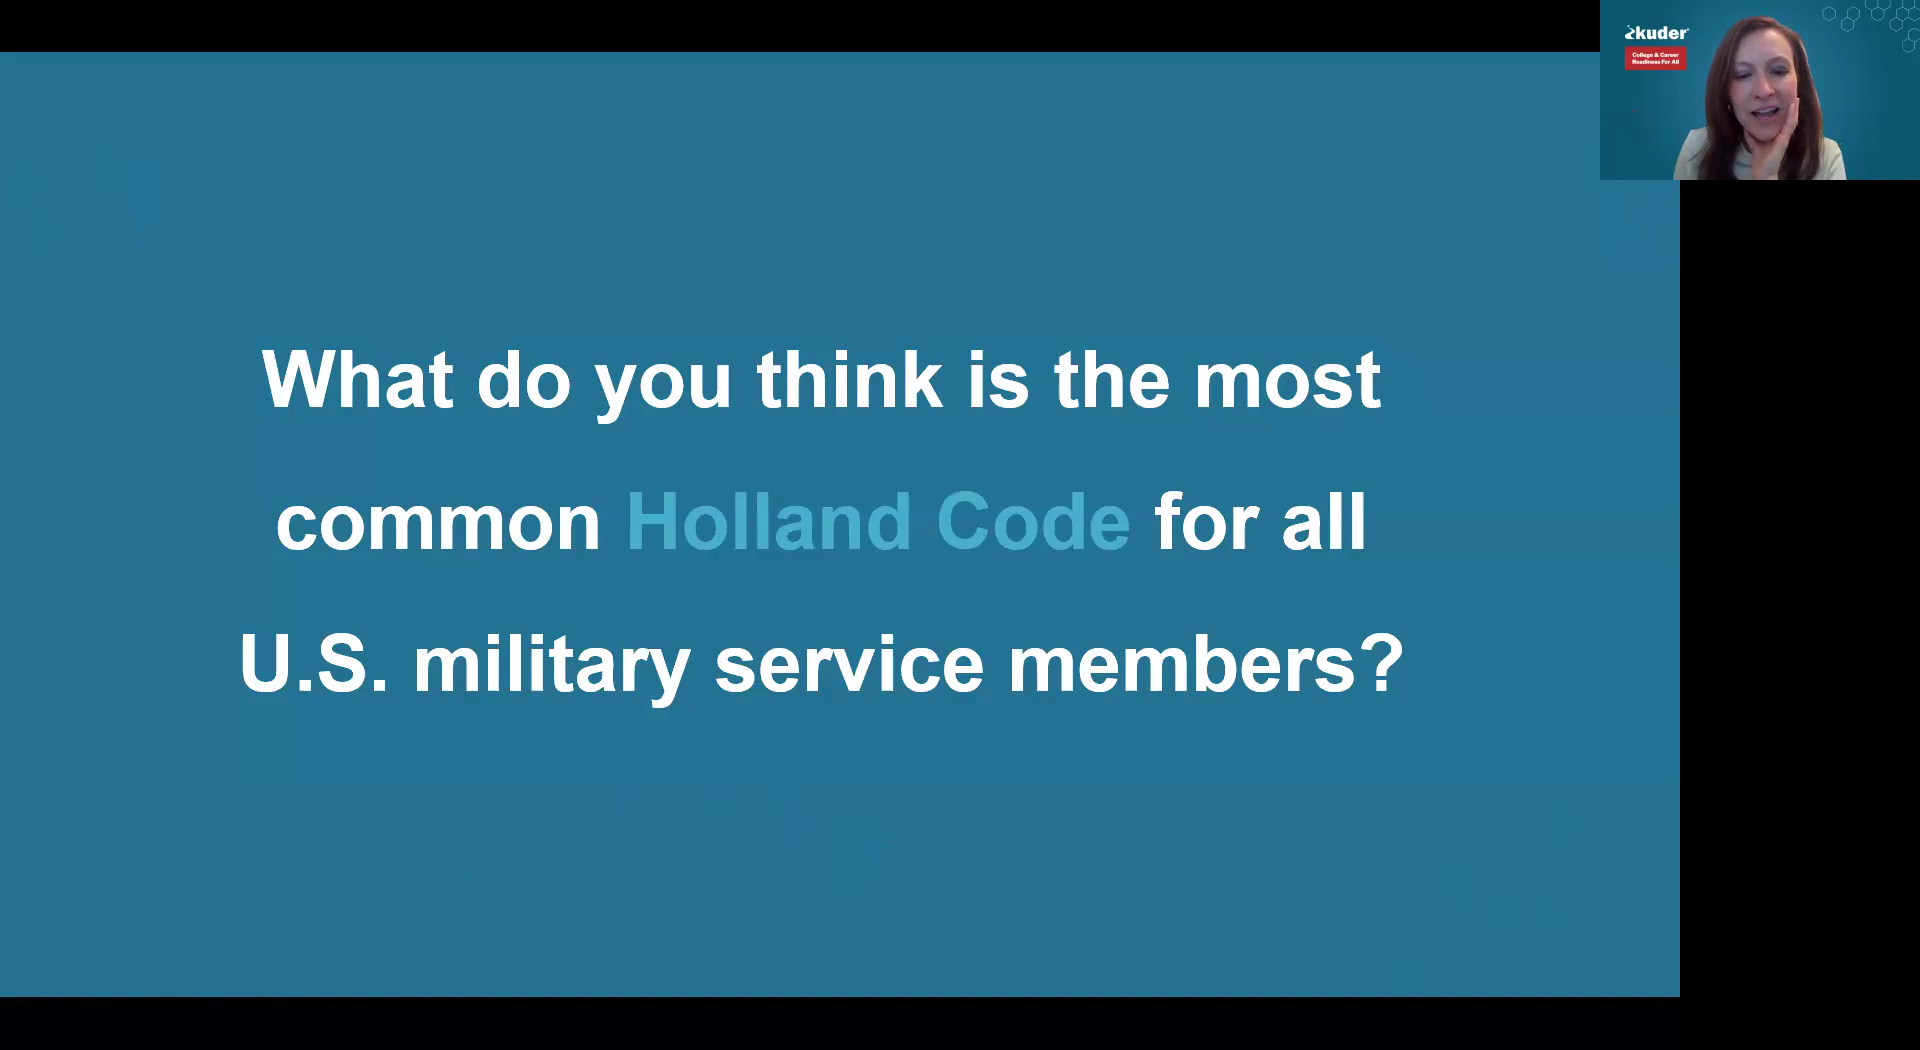 kuder®
College & Career
Readiness For All
What do you think is the most
common Holland Code for all
U.S. military service members?